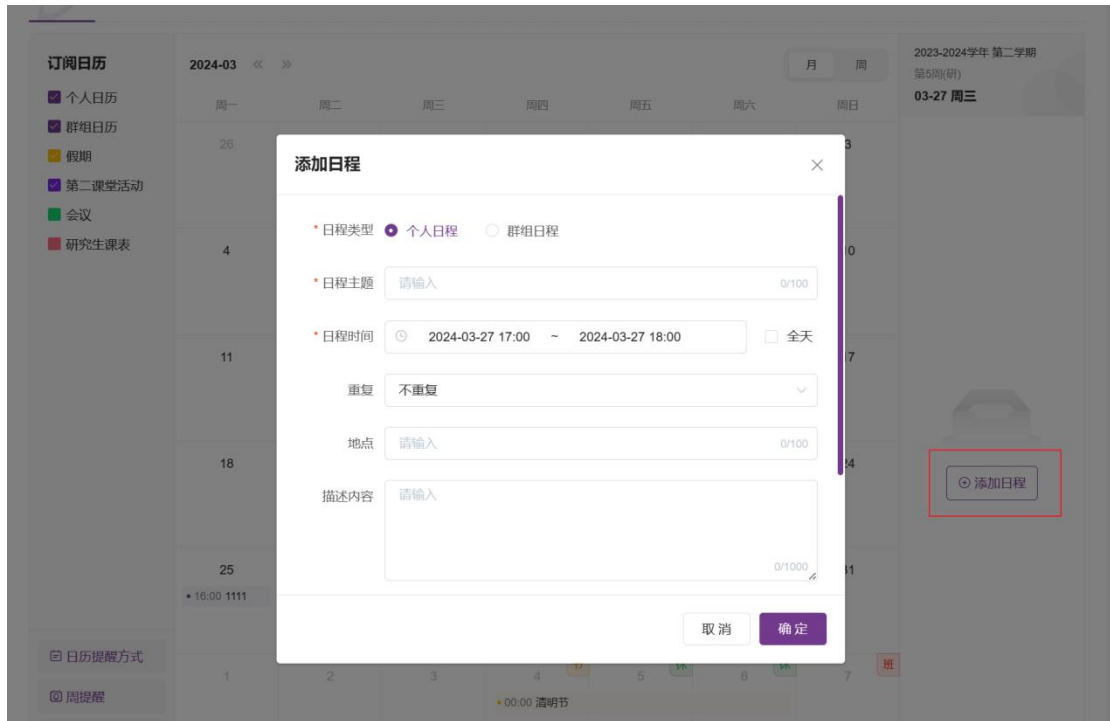 订阅日历
个人日历
群组日历
假期
第二课堂活动
会议
研究生课表
日历提醒方式
周提醒
2024-03 « »
月 周
周一 周二 周三 周四 周五 周六 周日
26 3
4
11
18
25
16:00 1111
1 2 3 4 5 6 7
休 休 班
00:00 清明节
添加日程
* 日程类型 个人日程 群组日程
* 日程主题 请输入 0/100
* 日程时间 2024-03-27 17:00 ~ 2024-03-27 18:00 全天
重复 不重复
地点 请输入 0/100
描述内容 请输入
0/1000
取消 确定
2023-2024学年 第二学期
第5周(研)
03-27 周三
添加日程